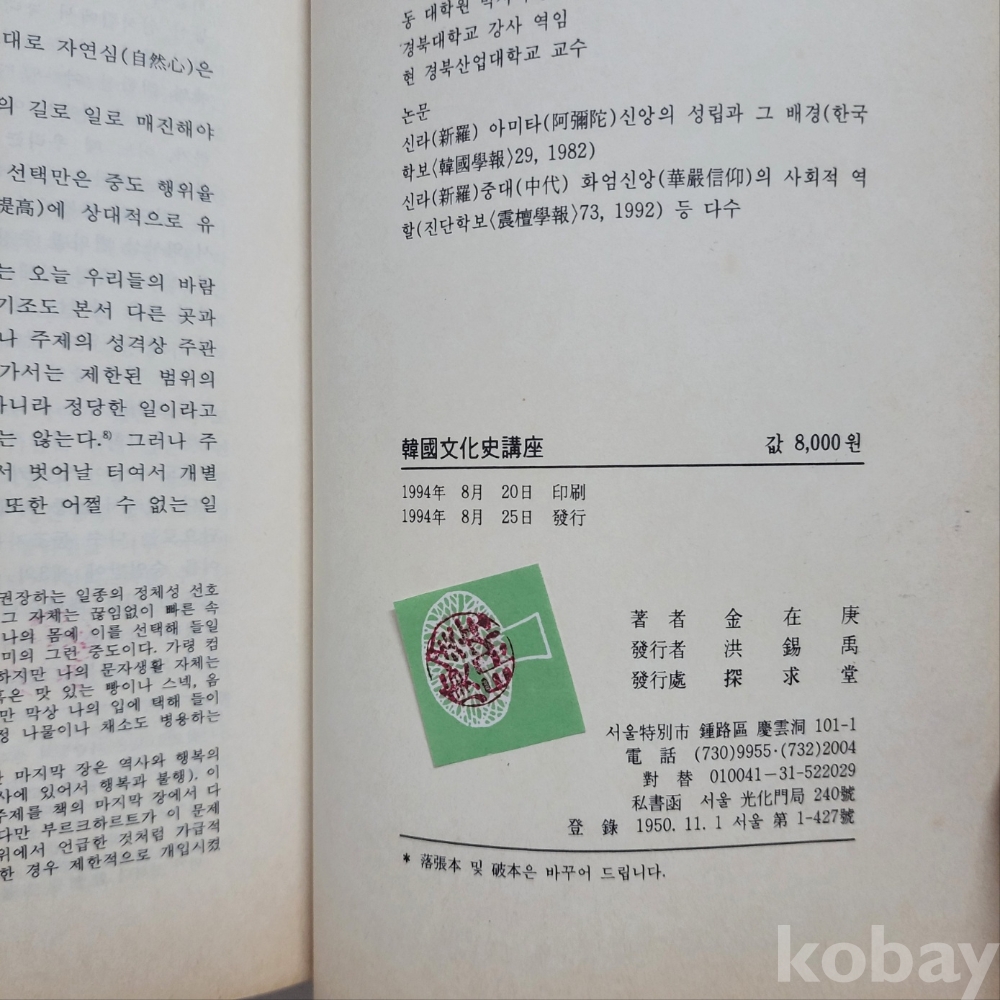 대로 자연심(自然心)은
의 길로 일로 매진해야
선택만은 중도 행위율
提高)에 상대적으로 유
는 오늘 우리들의 바람
기조도 본서 다른 곳과
나 주제의 성격상 주관
가서는 제한된 범위의
아니라 정당한 일이라고
는 않는다.8) 그러나 주
서 벗어날 터여서 개별
또한 어쩔 수 없는 일
권장하는 일종의 정체성 선호
그 자체는 끊임없이 빠른 속
나의 몸에 이를 선택해 들일
미의 그런 중도이다. 가령 컴
하지만 나의 문자생활 자체는
혹은 맛 있는 빵이나 스넥, 음
만 막상 나의 입에 택해 들이
정 나물이나 채소도 병용하는
마지막 장은 역사와 행복의
사에 있어서 행복과 불행), 이
주제를 책의 마지막 장에서 다
다만 부르크하르트가 이 문제
위에서 언급한 것처럼 가급적
한 경우 제한적으로 개입시켰
동 대학원
경북대학교 강사 역임
현 경북산업대학교 교수
논문
신라(新羅) 아미타(阿彌陀)신앙의 성립과 그 배경(한국
학보〈韓國學報〉29, 1982)
신라(新羅)중대(中代) 화엄신앙(華嚴信仰)의 사회적 역
할(진단학보〈震檀學報〉73, 1992) 등 다수
韓國文化史講座 값 8,000원
1994年 8月 20日 印刷
1994年 8月 25日 發行
著者 金在庚
發行者 洪錫禹
發行處 探求堂
서울特別市 鍾路區 慶雲洞 101-1
電話 (730)9955·(732)2004
對替 010041－31-522029
私書函 서울 光化門局 240號
登錄 1950. 11. 1 서울 第 1-427號
* 落張本 및 破本은 바꾸어 드립니다.
kobay